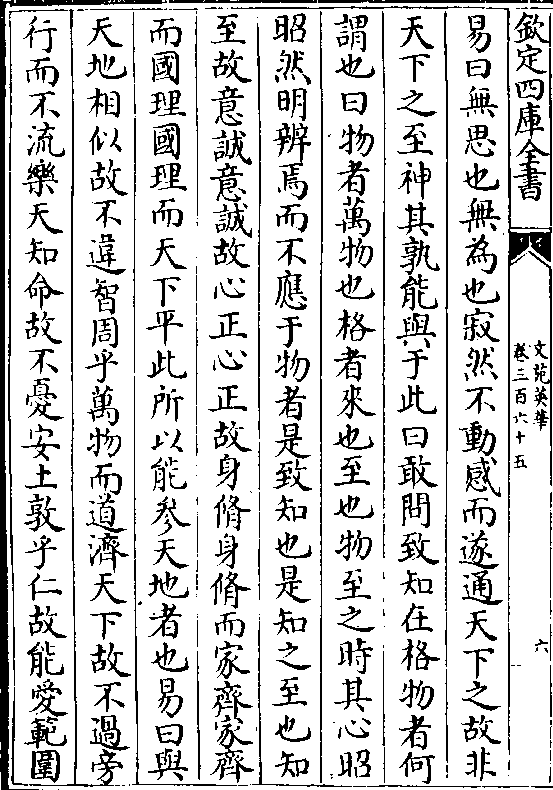 欽定四庫全書
文苑英華
卷三百六十五
六
易曰無思也無為也寂然不動感而遂通天下之故非
天下之至神其孰能與于此曰敢問致知在格物者何
謂也曰物者萬物也格者來也至也物至之時其心昭
昭然明辨焉而不應于物者是致知也是知之至也知
至故意誠意誠故心正心正故身脩身脩而家齊家齊
而國理國理而天下平此所以能參天地者也易曰與
天地相似故不違智周乎萬物而道濟天下故不過旁
行而不流樂天知命故不憂安土敦乎仁故能愛範圍